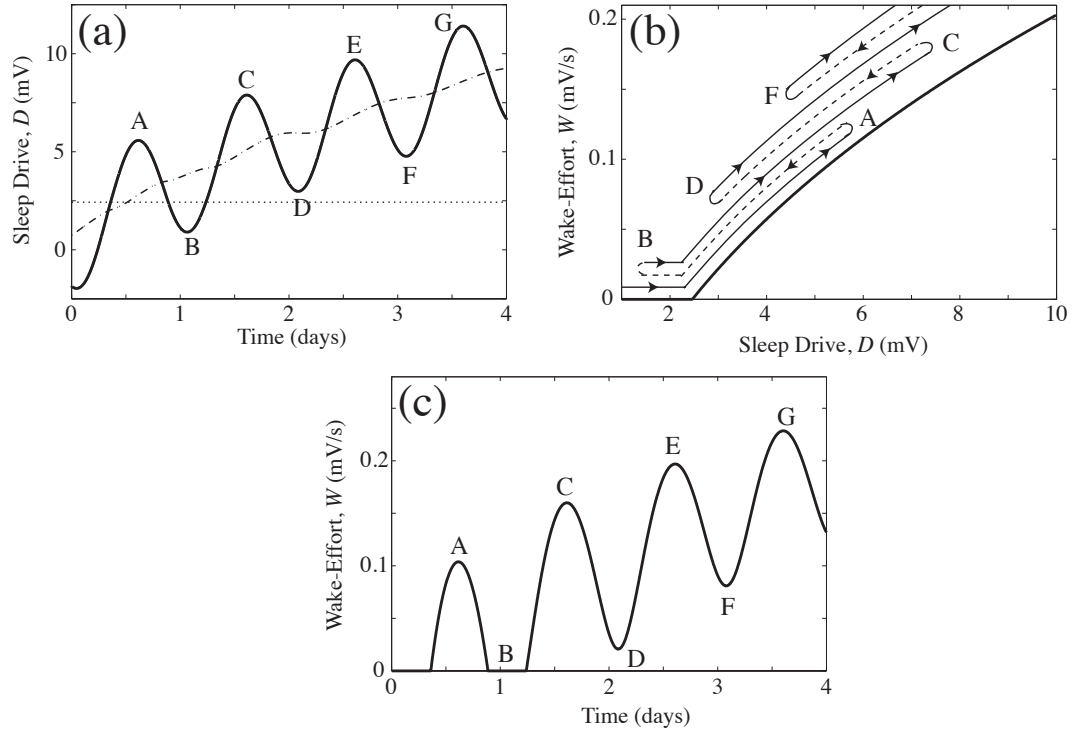 (a)
Sleep Drive, D (mV)
10
5
0
A
B
C
D
E
F
G
0
1
2
3
4
Time (days)
(b)
Wake-Effort, W (mV/s)
0.2
0.1
0
F
D
B
C
A
2
4
6
8
10
Sleep Drive, D (mV)
(c)
Wake-Effort, W (mV/s)
0.2
0.1
0
A
B
C
D
E
F
G
0
1
2
3
4
Time (days)